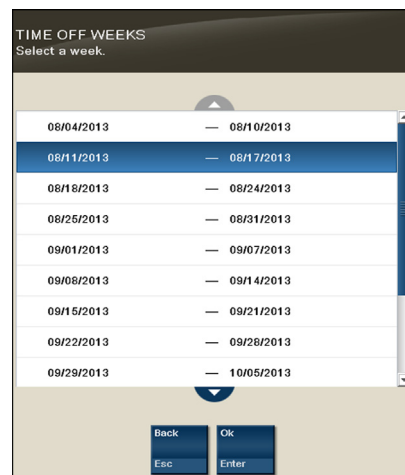 TIME OFF WEEKS
Select a week.
08/04/2013 — 08/10/2013
08/11/2013 — 08/17/2013
08/18/2013 — 08/24/2013
08/25/2013 — 08/31/2013
09/01/2013 — 09/07/2013
09/08/2013 — 09/14/2013
09/15/2013 — 09/21/2013
09/22/2013 — 09/28/2013
09/29/2013 — 10/05/2013
Back Ok
Esc Enter